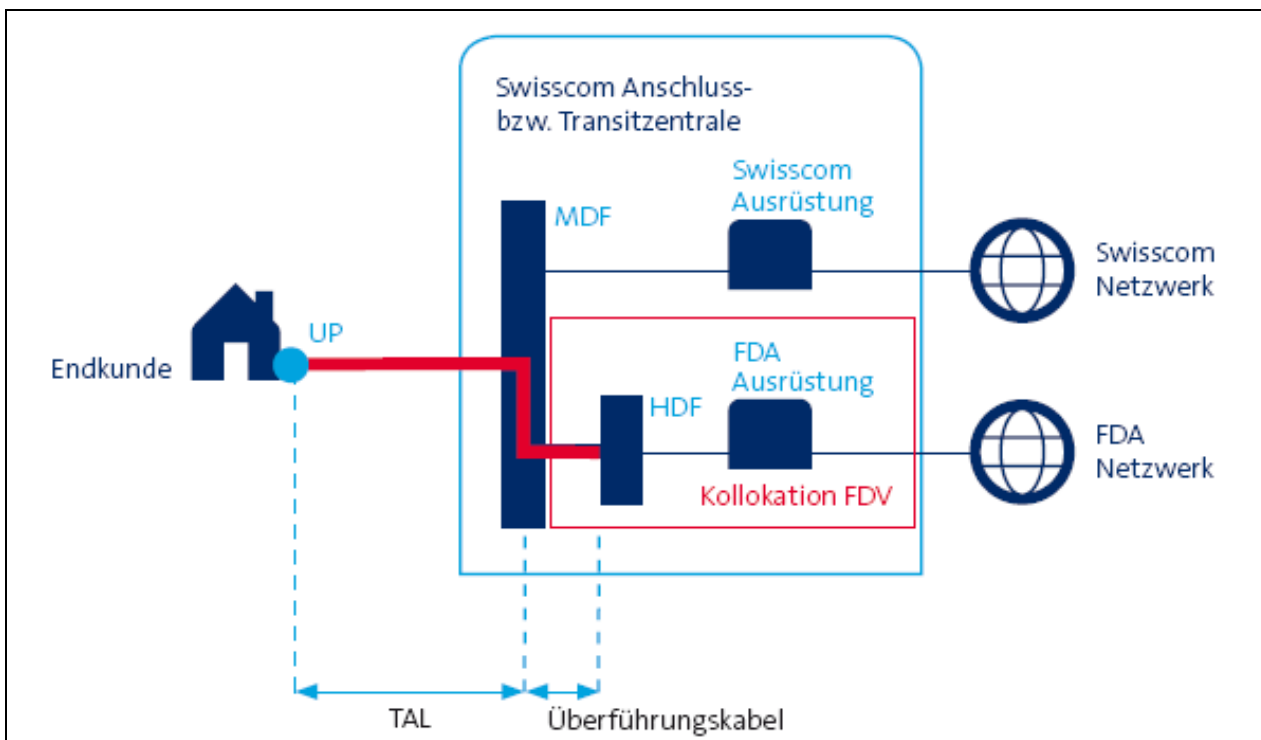 Swisscom Anschluss-
bzw. Transitzentrale
Swisscom
Ausrüstung
MDF
Swisscom
Netzwerk
UP
Endkunde
FDA
Ausrüstung
HDF
FDA
Netzwerk
Kollokation FDV
TAL
Überführungskabel